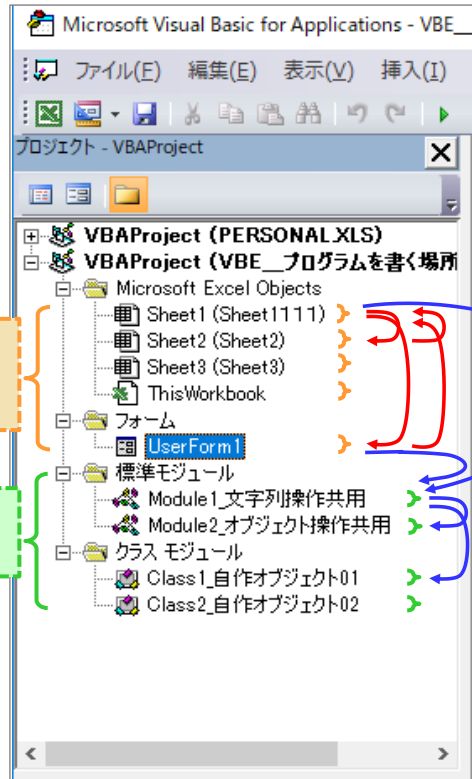 Microsoft Visual Basic for Applications - VBE_
ファイル(F) 編集(E) 表示(V) 挿入(I)
プロジェクト - VBAProject
VBAProject (PERSONAL.XLS)
VBAProject (VBE__プログラムを書く場所
Microsoft Excel Objects
Sheet1 (Sheet1111)
Sheet2 (Sheet2)
Sheet3 (Sheet3)
ThisWorkbook
フォーム
UserForm1
標準モジュール
Module1_文字列操作共用
Module2_オブジェクト操作共用
クラス モジュール
Class1_自作オブジェクト01
Class2_自作オブジェクト02